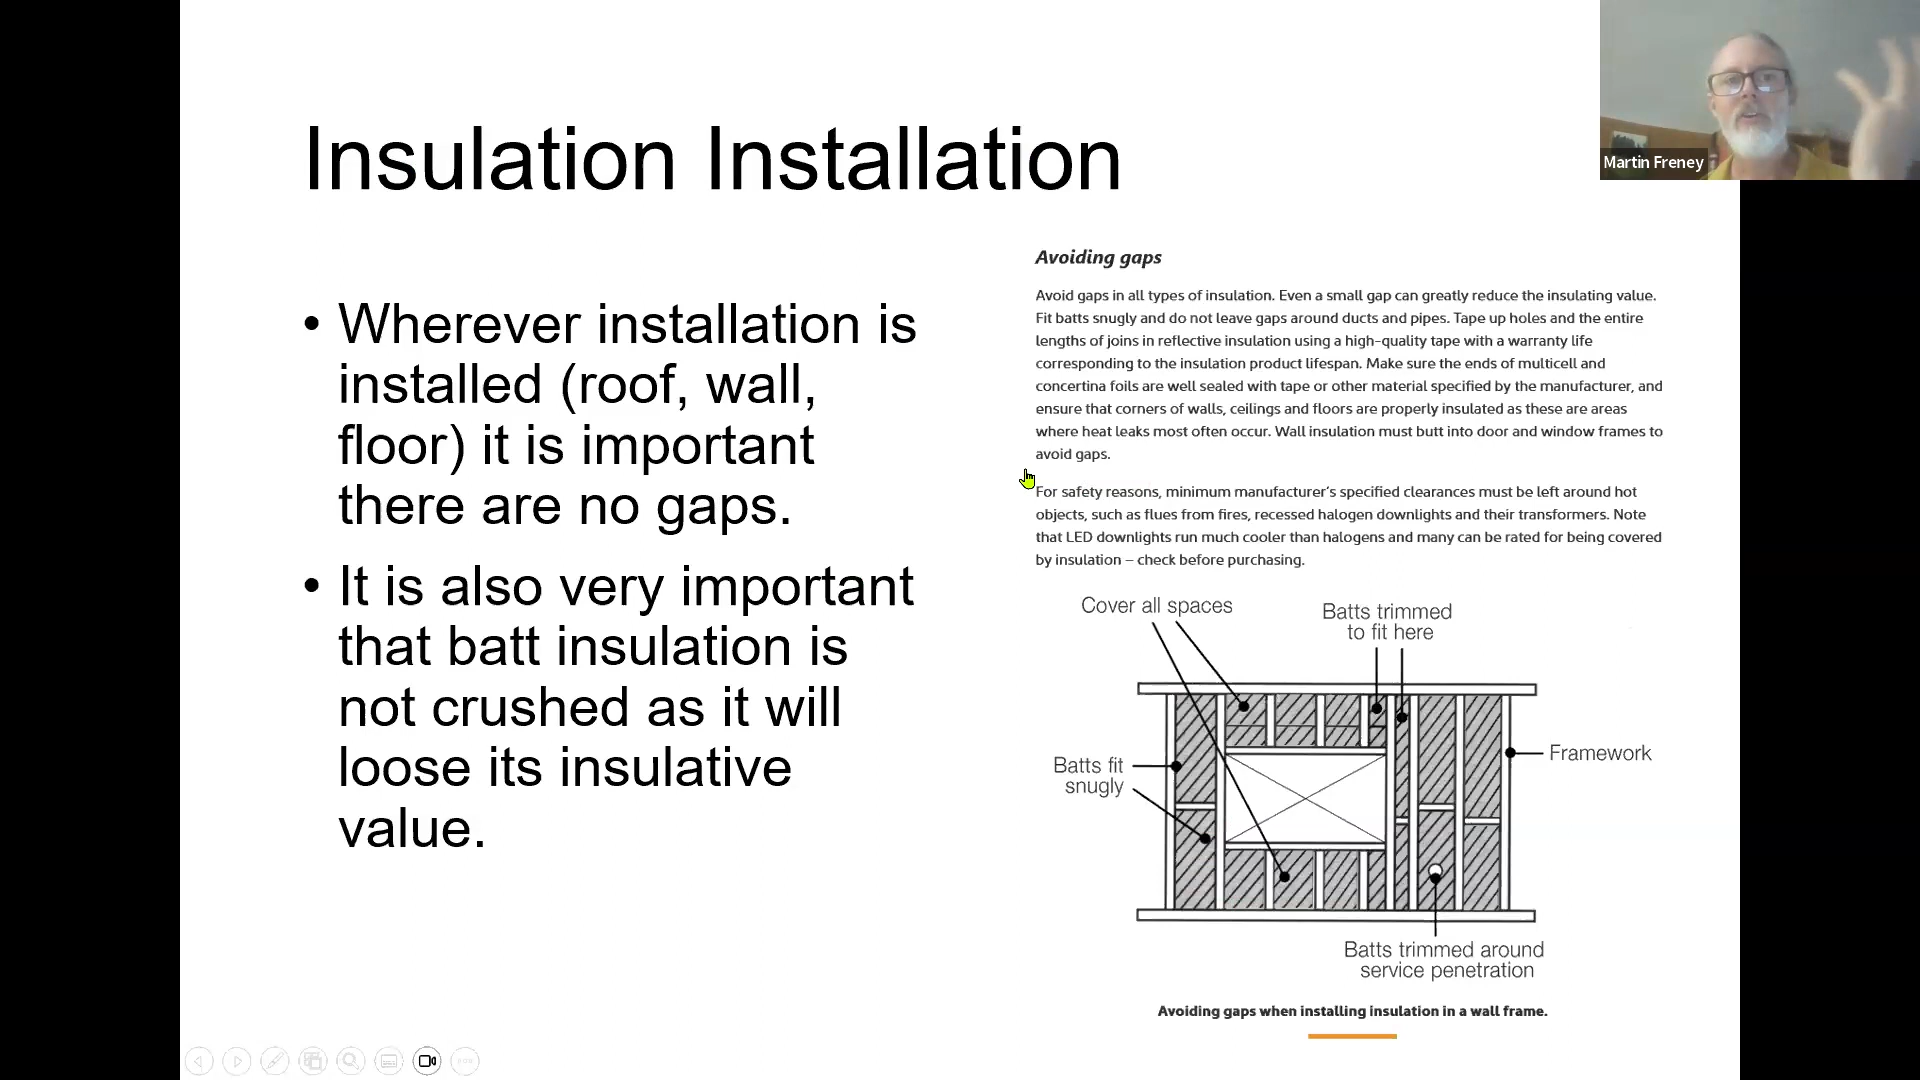 Insulation Installation
Martin Freney
• Wherever installation is
installed (roof, wall,
floor) it is important
there are no gaps.
• It is also very important
that batt insulation is
not crushed as it will
loose its insulative
value.
Avoiding gaps
Avoid gaps in all types of insulation. Even a small gap can greatly reduce the insulating value.
Fit batts snugly and do not leave gaps around ducts and pipes. Tape up holes and the entire
lengths of joins in reflective insulation using a high-quality tape with a warranty life
corresponding to the insulation product lifespan. Make sure the ends of multicell and
concertina foils are well sealed with tape or other material specified by the manufacturer, and
ensure that corners of walls, ceilings and floors are properly insulated as these are areas
where heat leaks most often occur. Wall insulation must butt into door and window frames to
avoid gaps.
For safety reasons, minimum manufacturer's specified clearances must be left around hot
objects, such as flues from fires, recessed halogen downlights and their transformers. Note
that LED downlights run much cooler than halogens and many can be rated for being covered
by insulation – check before purchasing.
Cover all spaces
Batts trimmed
to fit here
Batts fit
snugly
Framework
Batts trimmed around
service penetration
Avoiding gaps when installing insulation in a wall frame.